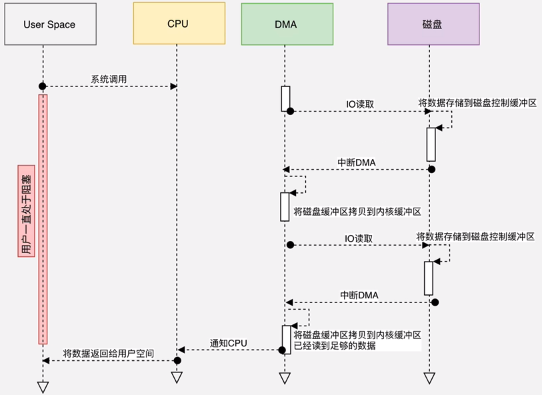 User Space
CPU
DMA
磁盘
系统调用
IO读取
将数据存储到磁盘控制缓冲区
中断DMA
用户一直处于阻塞
将磁盘缓冲区拷贝到内核缓冲区
IO读取
将数据存储到磁盘控制缓冲区
中断DMA
将磁盘缓冲区拷贝到内核缓冲区
已经读到足够的数据
通知CPU
将数据返回给用户空间